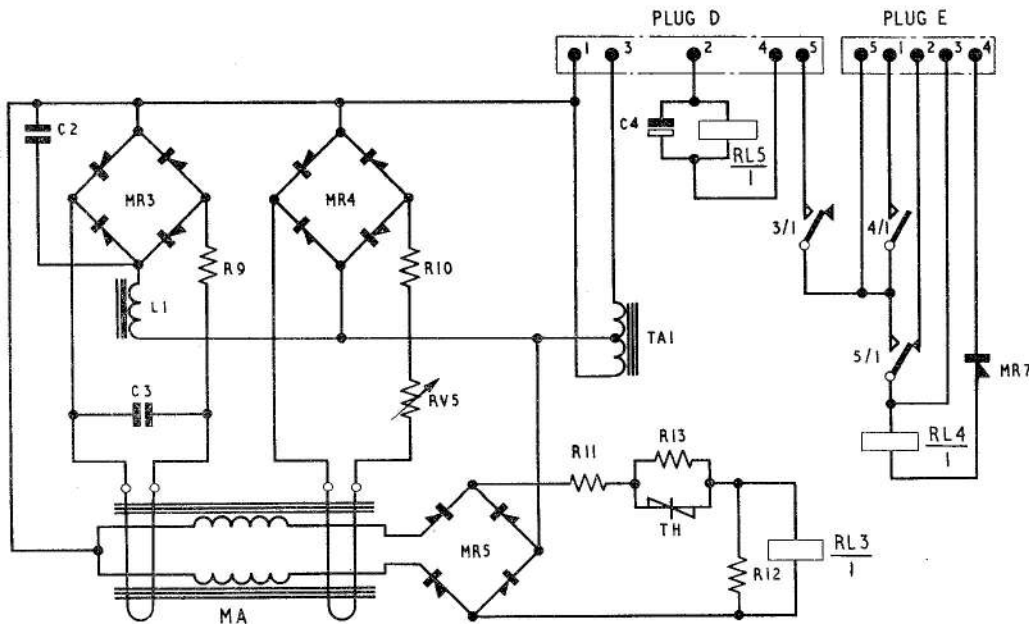 PLUG D PLUG E
1 3 2 4 5 5 1 2 3 4
C2 C4 RL5
1
MR3 MR4 3/1 4/1
R9 R10
L1 TA1
5/1 MR7
C3 RV5
R13 RL4
R11 1
TH
MR5 RL3
1
R12
MA